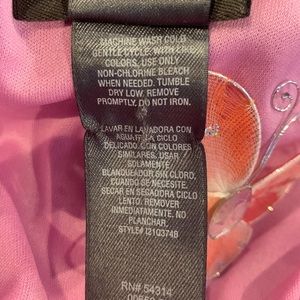 MACHINE WASH COLD
GENTLE CYCLE. WITH LIKE
COLORS, USE ONLY
NON-CHLORINE BLEACH
WHEN NEEDED. TUMBLE
DRY LOW. REMOVE
PROMPTLY. DO NOT IRON.
LAVAR EN LAVADORA CON
AGUA FRIA CICLO
DELICADO. CON COLORES
SIMILARES, USAR SOLAMENTE
BLANQUEADOR SIN CLORO,
CUANDO SE NECESITE.
SECAR EN SEGADORA CICLO
LENTO. REMOVER
INMEDIATAMENTE. NO
PLANCHAR.
STYLE# I21Q374B
RN# 54314